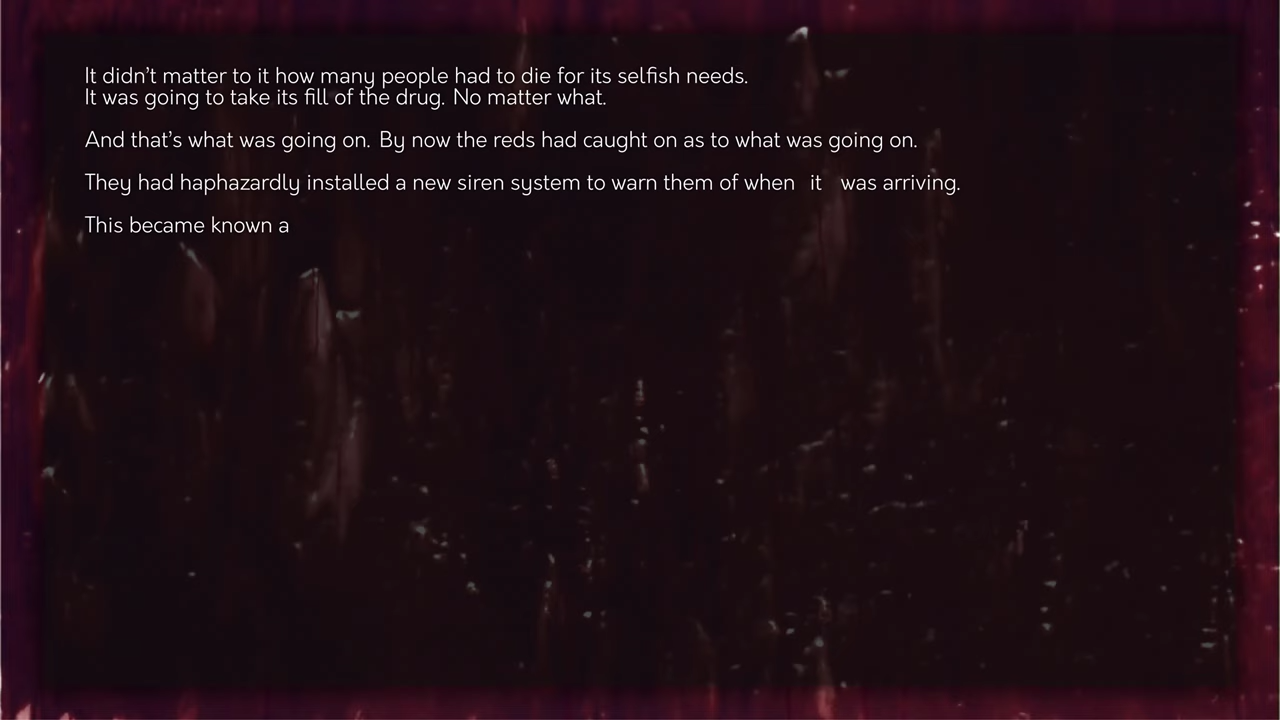 It didn't matter to it how many people had to die for its selfish needs.
It was going to take its fill of the drug. No matter what.
And that's what was going on. By now the reds had caught on as to what was going on.
They had haphazardly installed a new siren system to warn them of when it was arriving.
This became known a